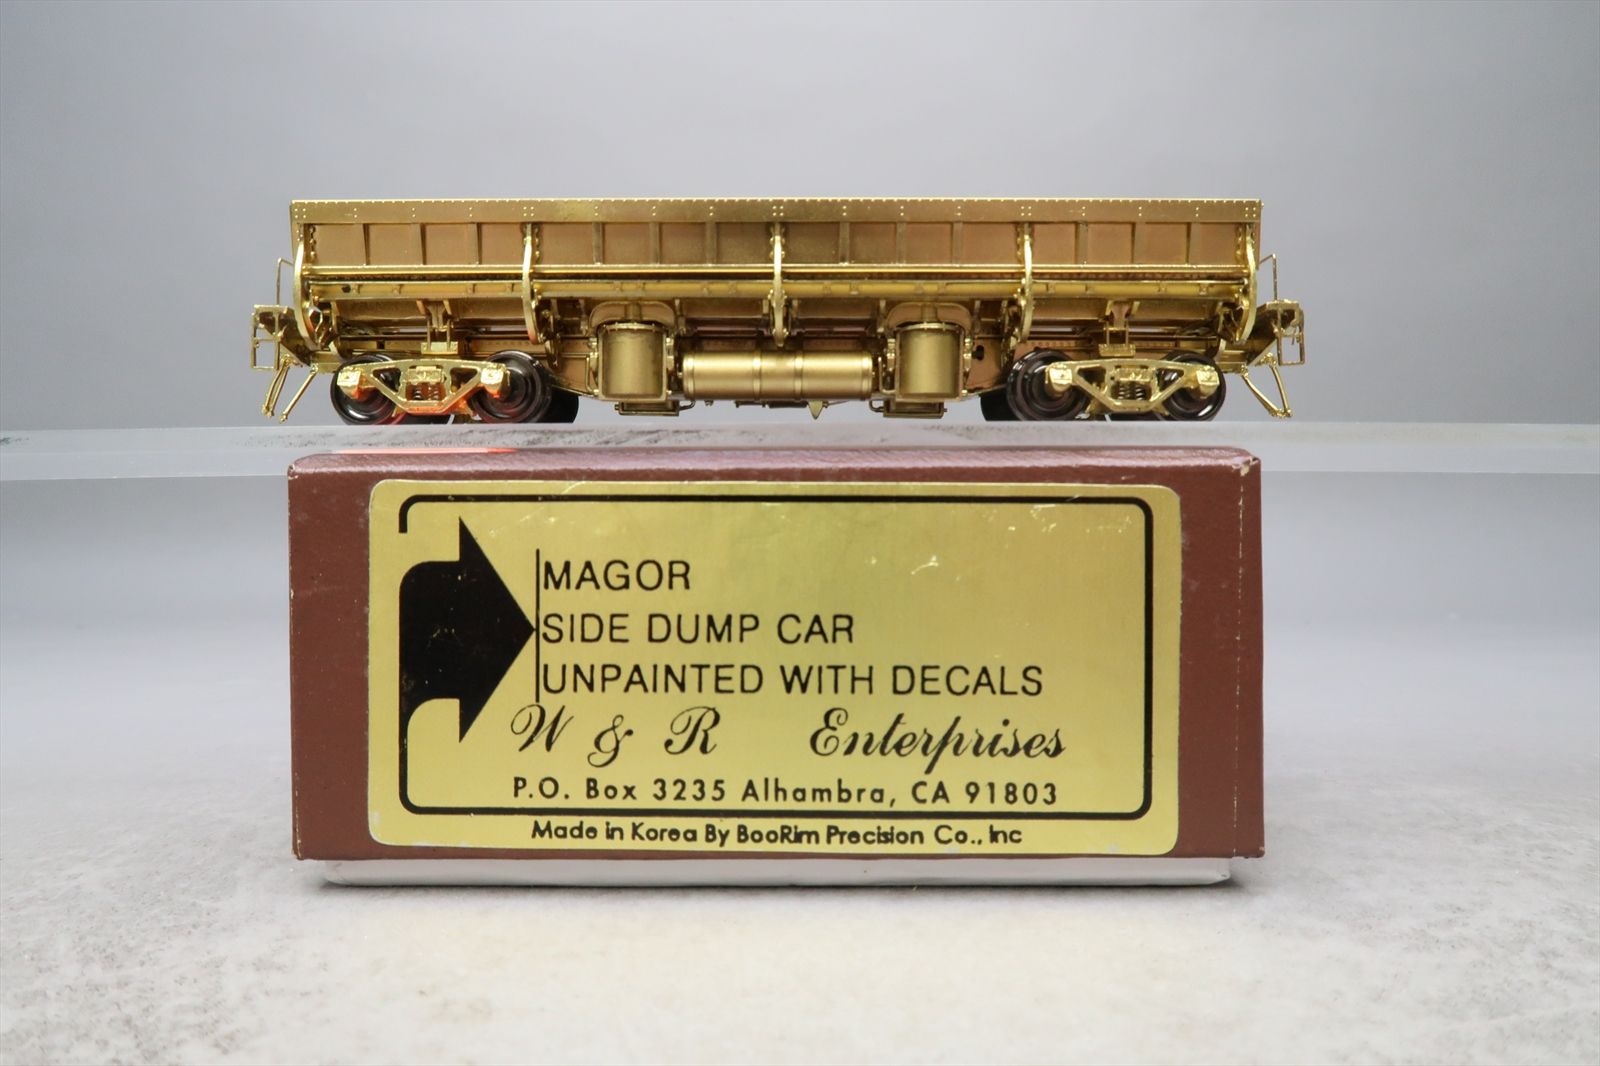 MAGOR
SIDE DUMP CAR
UNPAINTED WITH DECALS
W & R Enterprises
P.O. Box 3235 Alhambra, CA 91803
Made in Korea By BooRim Precision Co., Inc